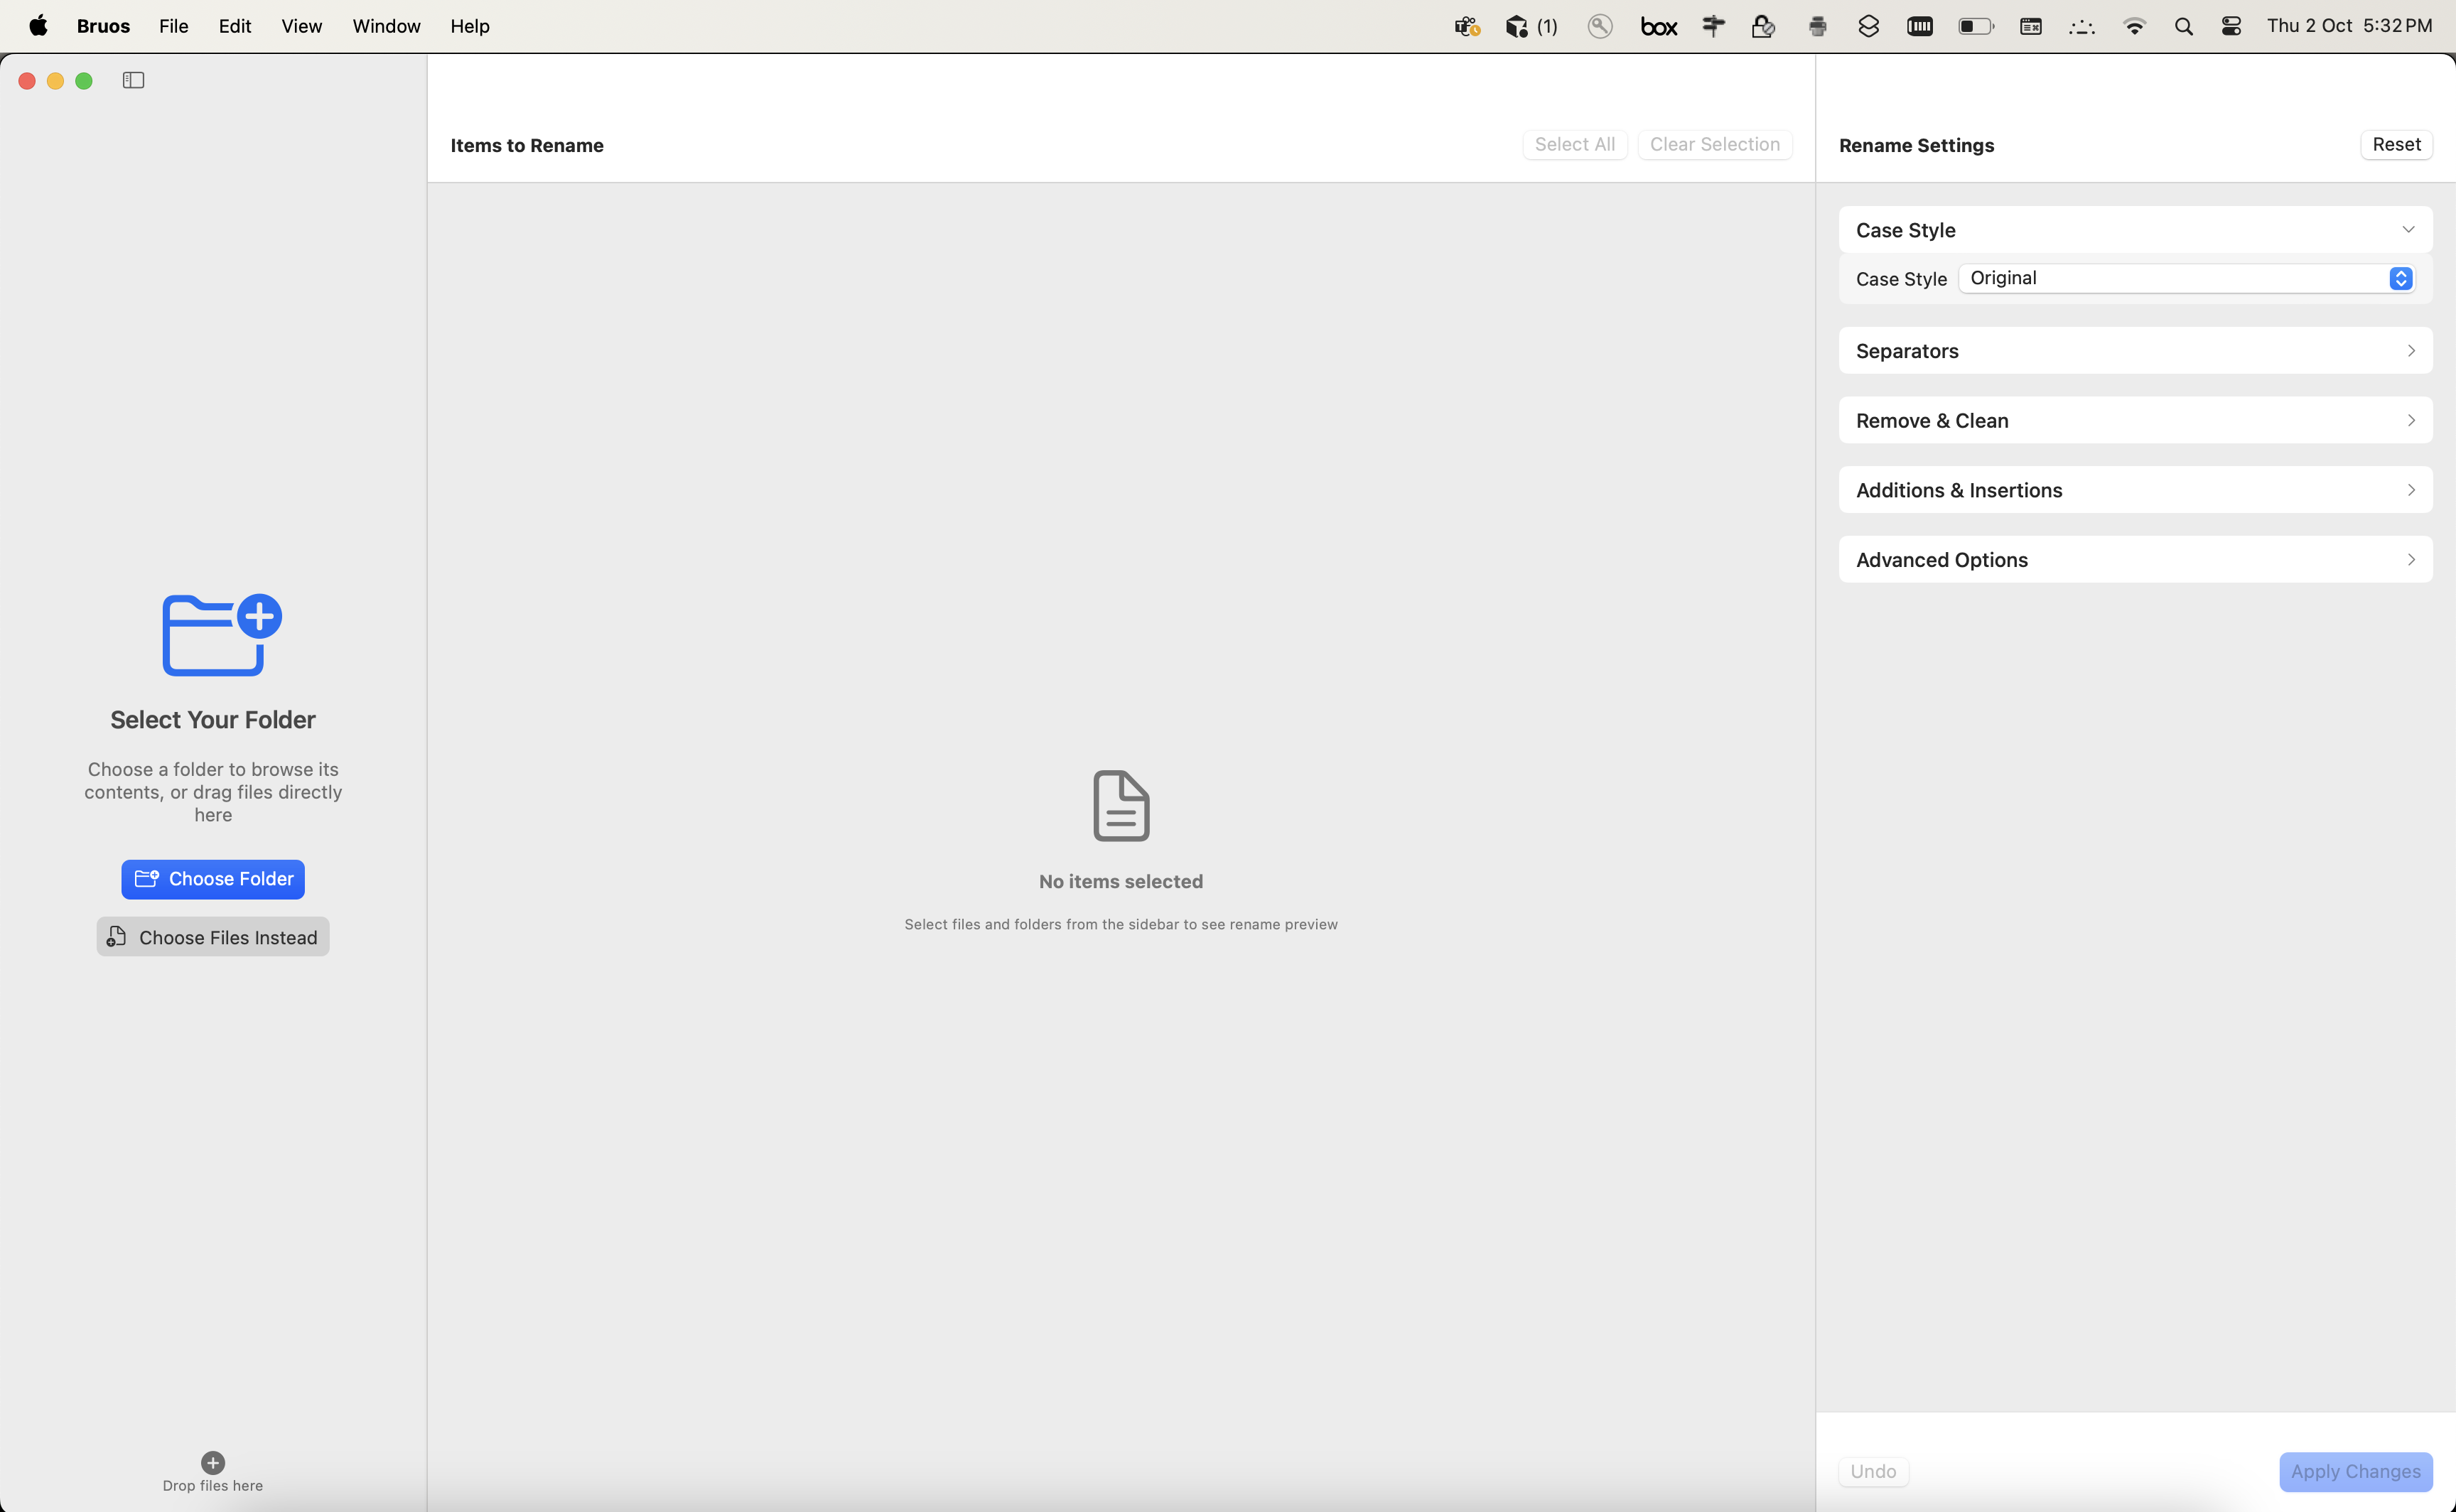 Bruos File Edit View Window Help (1) box Thu 2 Oct 5:32 PM
Items to Rename
Select All
Clear Selection
Rename Settings
Reset
Case Style
Case Style Original
Separators
Remove & Clean
Additions & Insertions
Advanced Options
Select Your Folder
Choose a folder to browse its
contents, or drag files directly
here
Choose Folder
Choose Files Instead
No items selected
Select files and folders from the sidebar to see rename preview
Drop files here
Undo
Apply Changes